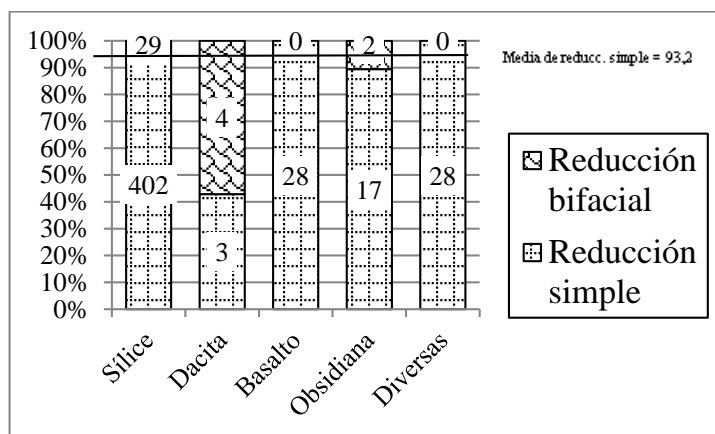 100%
90%
80%
70%
60%
50%
40%
30%
20%
10%
0%
29
0
2
0
4
402
28
17
28
3
Sílice
Dacita
Basalto
Obsidiana
Diversas
Media de reducc. simple = 93,2
Reducción
bifacial
Reducción
simple